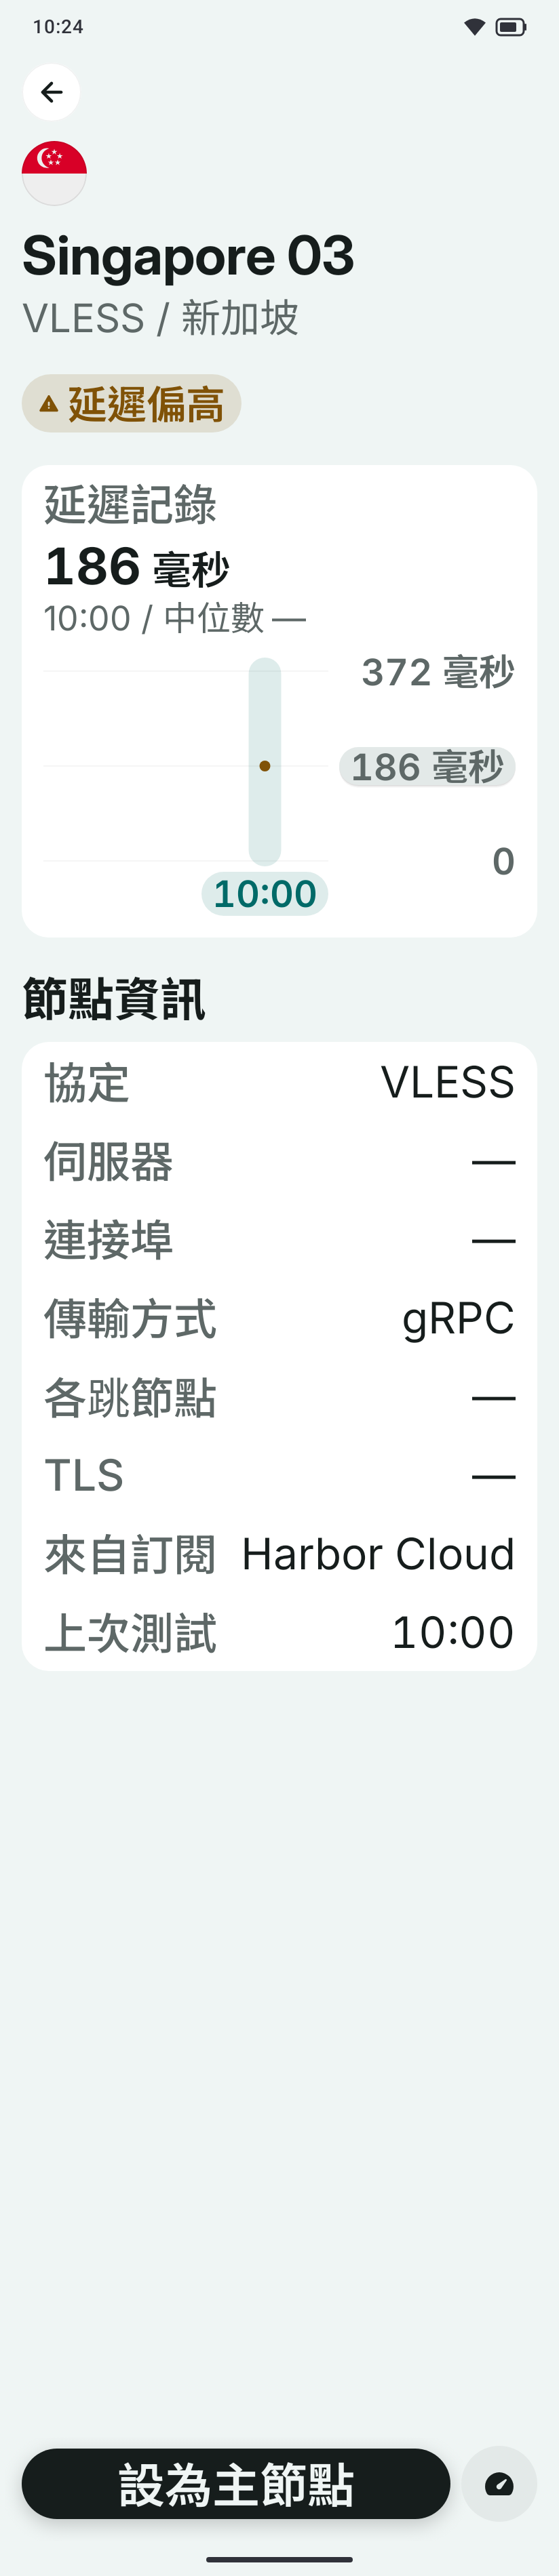 10:24
Singapore 03
VLESS / 新加坡
延遲偏高
延遲記錄
186 毫秒
10:00 / 中位數 —
372 毫秒
186 毫秒
0
10:00
節點資訊
協定 VLESS
伺服器 —
連接埠 —
傳輸方式 gRPC
各跳節點 —
TLS —
來自訂閱 Harbor Cloud
上次測試 10:00
設為主節點